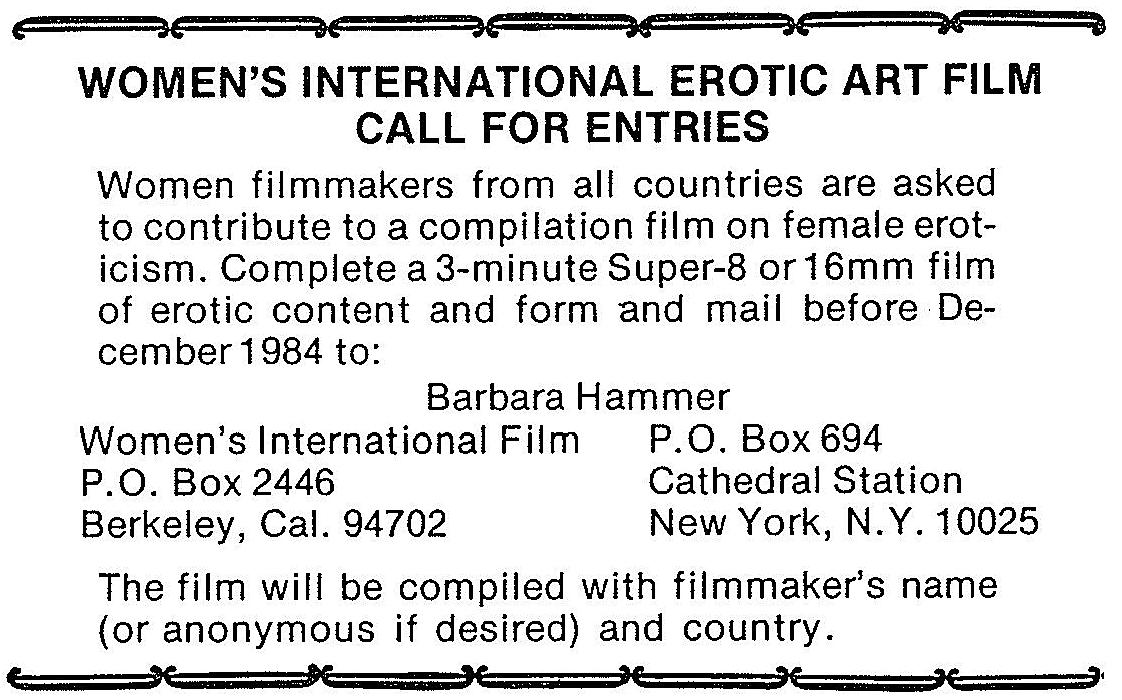 WOMEN'S INTERNATIONAL EROTIC ART FILM
CALL FOR ENTRIES
Women filmmakers from all countries are asked
to contribute to a compilation film on female erot-
icism. Complete a 3-minute Super-8 or 16mm film
of erotic content and form and mail before De-
cember 1984 to:
Barbara Hammer
Women's International Film
P.O. Box 2446
Berkeley, Cal. 94702
P.O. Box 694
Cathedral Station
New York, N.Y. 10025
The film will be compiled with filmmaker's name
(or anonymous if desired) and country.